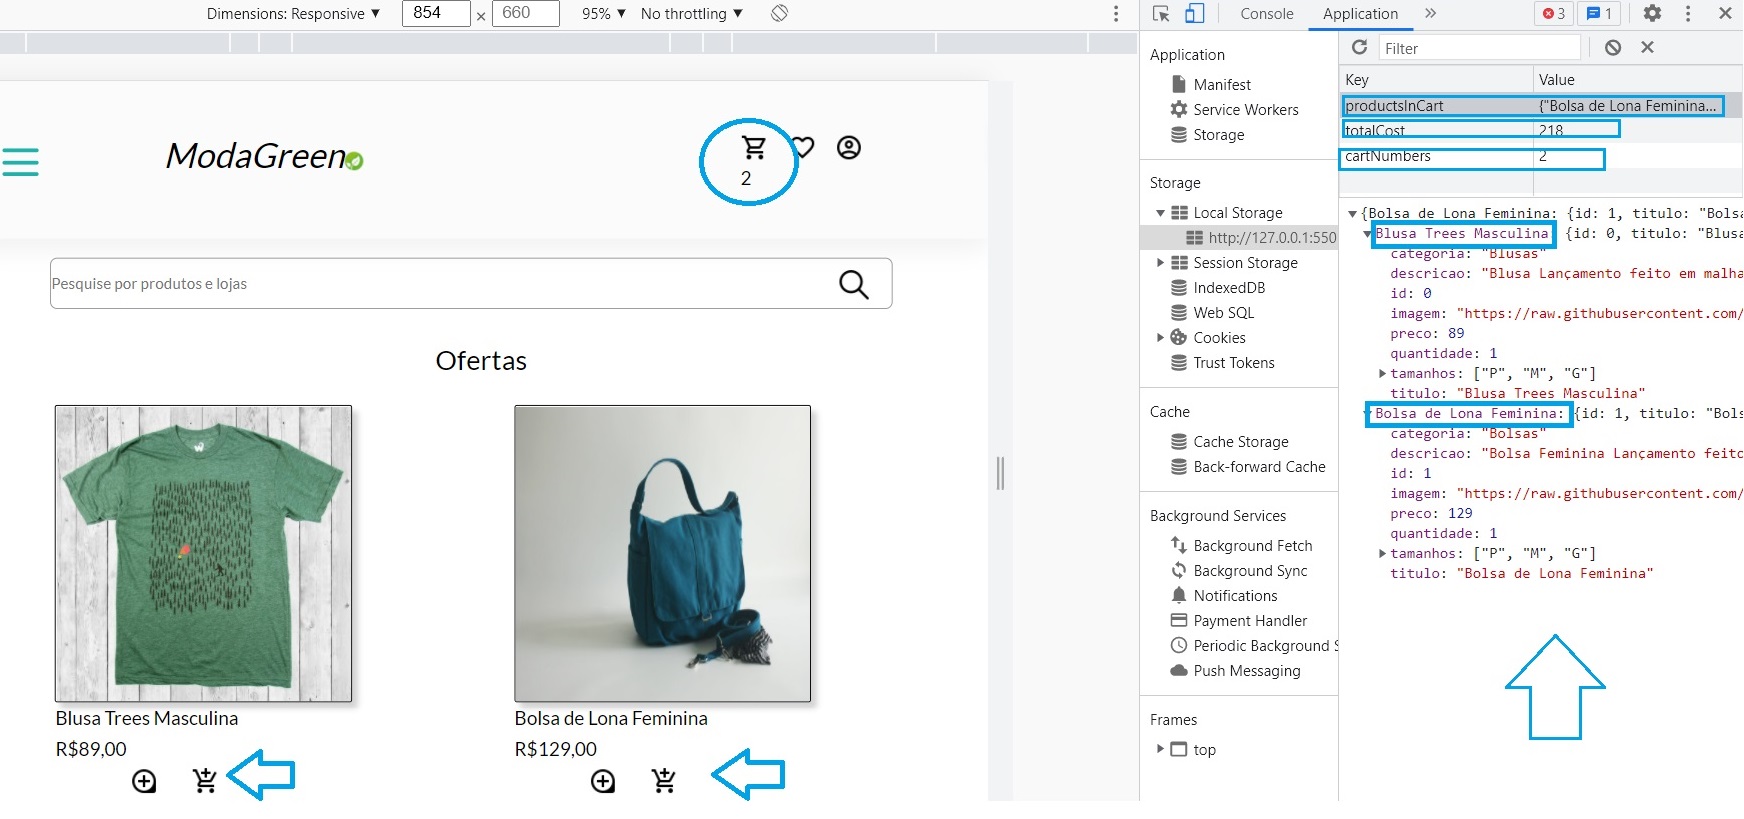 Dimensions: Responsive ▼ 854 × 660 95% ▼ No throttling ▼
Console Application » 3 1
Application
Manifest
Service Workers
Storage
Storage
Local Storage
http://127.0.0.1:550
Session Storage
IndexedDB
Web SQL
Cookies
Trust Tokens
Cache
Cache Storage
Back-forward Cache
Background Services
Background Fetch
Background Sync
Notifications
Payment Handler
Periodic Background S
Push Messaging
Frames
top
Filter
Key Value
productsInCart {"Bolsa de Lona Feminina...
totalCost 218
cartNumbers 2
{Bolsa de Lona Feminina: {id: 1, titulo: "Bolsa
Blusa Trees Masculina {id: 0, titulo: "Blusa
categoria: "Blusas"
descricao: "Blusa Lançamento feito em malha
id: 0
imagem: "https://raw.githubusercontent.com/
preco: 89
quantidade: 1
tamanhos: ["P", "M", "G"]
titulo: "Blusa Trees Masculina"
Bolsa de Lona Feminina: {id: 1, titulo: "Bols
categoria: "Bolsas"
descricao: "Bolsa Feminina Lançamento feito
id: 1
imagem: "https://raw.githubusercontent.com/
preco: 129
quantidade: 1
tamanhos: ["P", "M", "G"]
titulo: "Bolsa de Lona Feminina"
ModaGreen
2
Pesquise por produtos e lojas
Ofertas
Blusa Trees Masculina
R$89,00
Bolsa de Lona Feminina
R$129,00